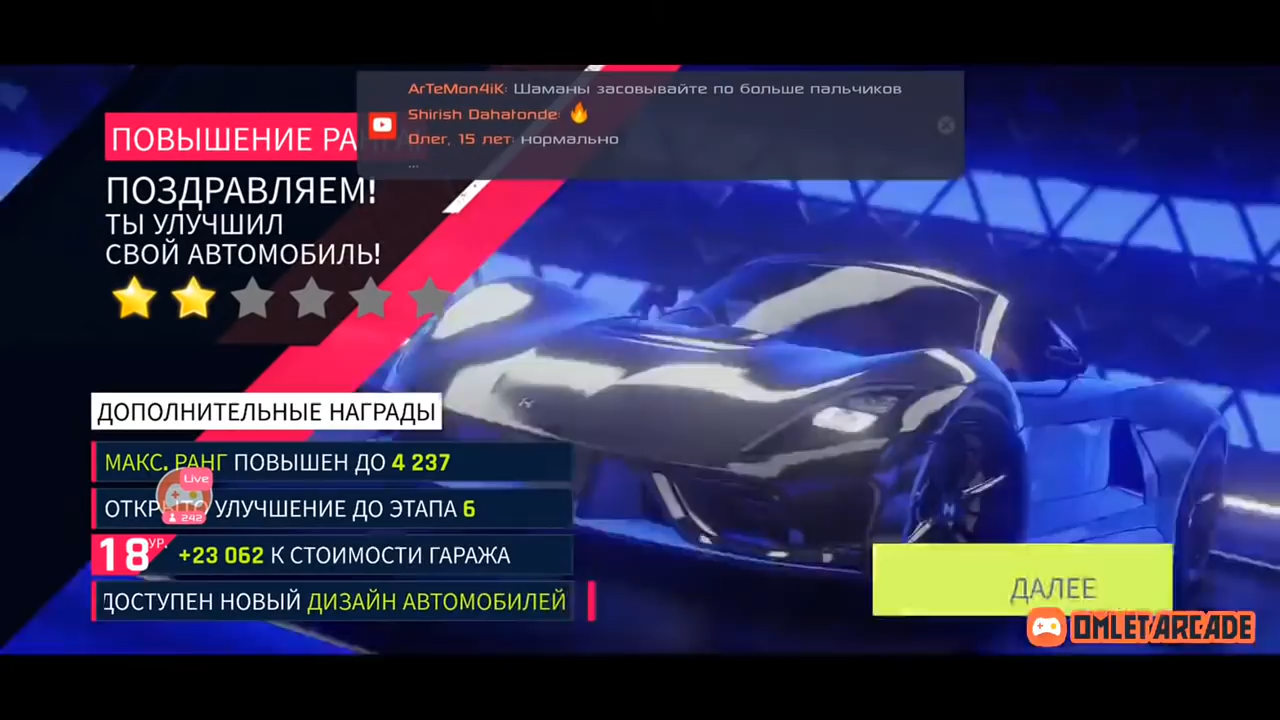 ArTeMon4iK: Шаманы засовывайте по больше пальчиков
Shirish Dahatonde: 🔥
Олег, 15 лет: нормально
...
ПОВЫШЕНИЕ
ПОЗДРАВЛЯЕМ!
ТЫ УЛУЧШИЛ
СВОЙ АВТОМОБИЛЬ!
ДОПОЛНИТЕЛЬНЫЕ НАГРАДЫ
МАКС. РАНГ ПОВЫШЕН ДО 4 237
Live
УЛУЧШЕНИЕ ДО ЭТАПА 6
242
18 УР. +23 062 К СТОИМОСТИ ГАРАЖА
ДОСТУПЕН НОВЫЙ ДИЗАЙН АВТОМОБИЛЕЙ
ДАЛЕЕ
OMLET ARCADE